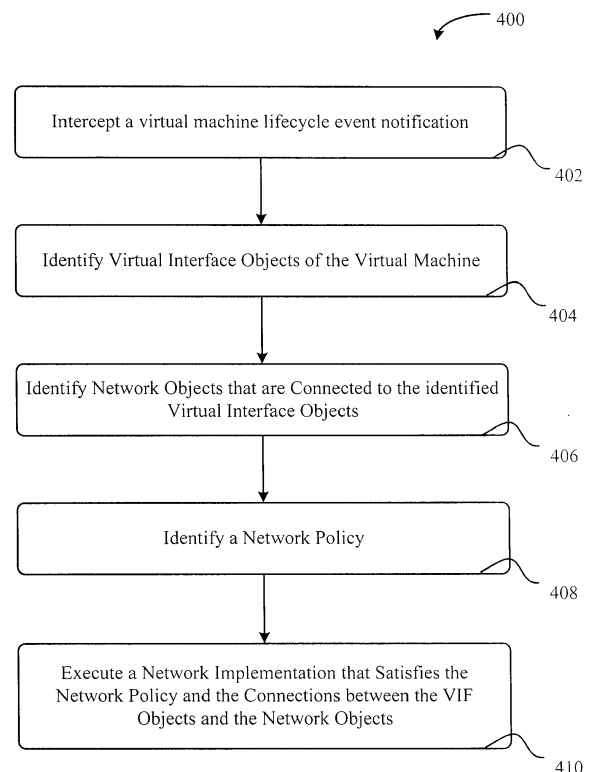 400
Intercept a virtual machine lifecycle event notification
402
Identify Virtual Interface Objects of the Virtual Machine
404
Identify Network Objects that are Connected to the identified
Virtual Interface Objects
406
Identify a Network Policy
408
Execute a Network Implementation that Satisfies the
Network Policy and the Connections between the VIF
Objects and the Network Objects
410